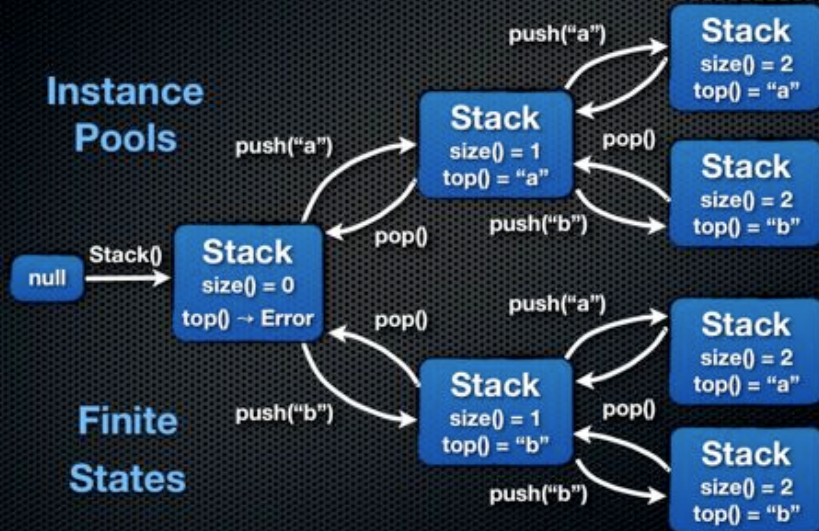 Instance
Pools
null
Stack()
Stack
size() = 0
top() → Error
push("a")
pop()
pop()
push("b")
Stack
size() = 1
top() = "a"
push("a")
pop()
push("b")
Stack
size() = 2
top() = "a"
Stack
size() = 2
top() = "b"
Stack
size() = 1
top() = "b"
push("a")
pop()
push("b")
Stack
size() = 2
top() = "a"
Stack
size() = 2
top() = "b"
Finite
States